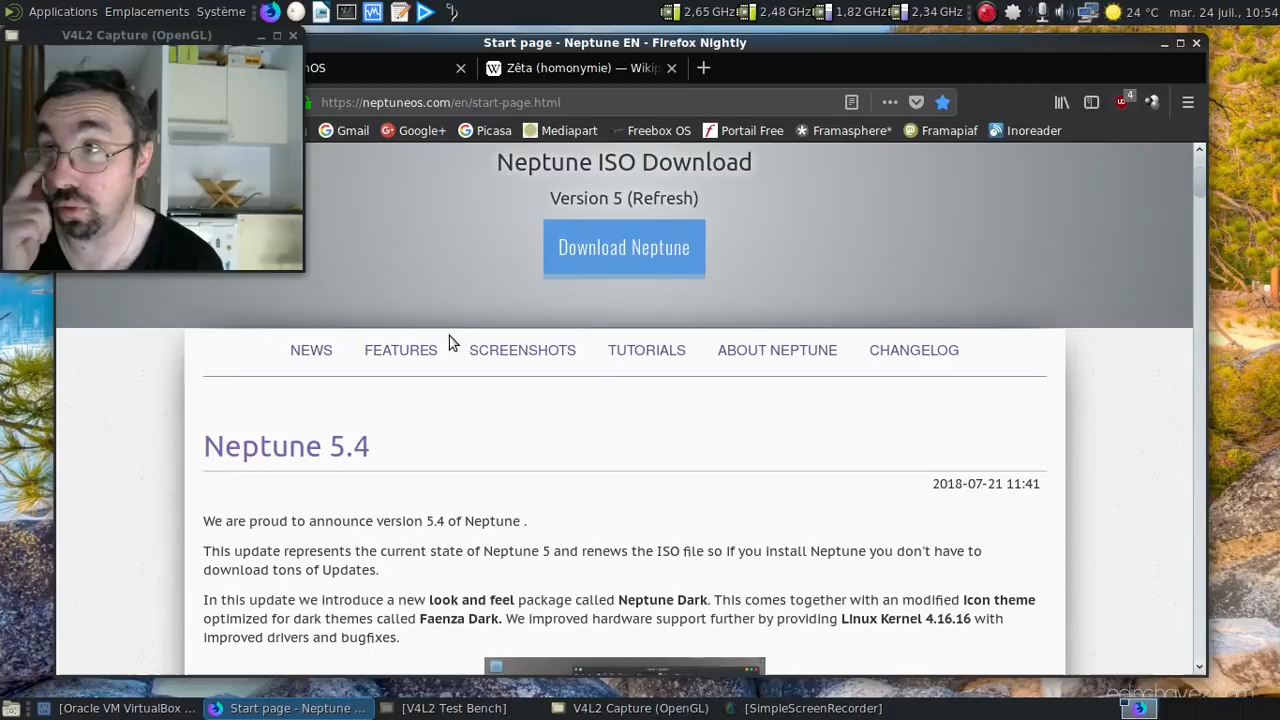 Applications Emplacements Système 2,65 GHz 2,48 GHz 1,82 GHz 2,34 GHz 24 °C mar. 24 juil., 10:54
V4L2 Capture (OpenGL)
Start page - Neptune EN - Firefox Nightly
nOS Zêta (homonymie) — Wikip
https://neptuneos.com/en/start-page.html 4
Gmail Google+ Picasa Mediapart Freebox OS Portail Free Framasphere* Framapiaf Inoreader
Neptune ISO Download
Version 5 (Refresh)
Download Neptune
NEWS FEATURES SCREENSHOTS TUTORIALS ABOUT NEPTUNE CHANGELOG
Neptune 5.4
2018-07-21 11:41
We are proud to announce version 5.4 of Neptune .
This update represents the current state of Neptune 5 and renews the ISO file so if you install Neptune you don't have to
download tons of Updates.
In this update we introduce a new look and feel package called Neptune Dark. This comes together with an modified icon theme
optimized for dark themes called Faenza Dark. We improved hardware support further by providing Linux Kernel 4.16.16 with
improved drivers and bugfixes.
[Oracle VM VirtualBox ... Start page - Neptune ... [V4L2 Test Bench] V4L2 Capture (OpenGL) [SimpleScreenRecorder]